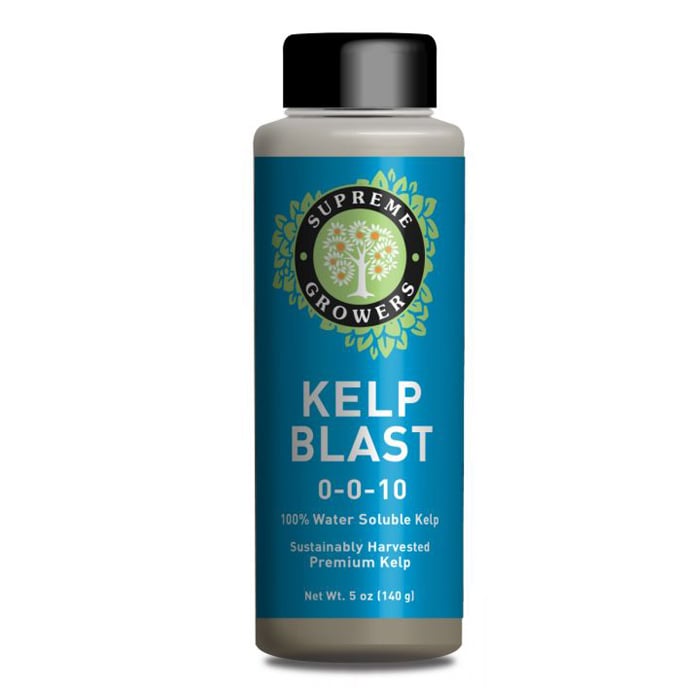 SUPREME
GROWERS
KELP
BLAST
0-0-10
100% Water Soluble Kelp
Sustainably Harvested
Premium Kelp
Net Wt. 5 oz (140 g)